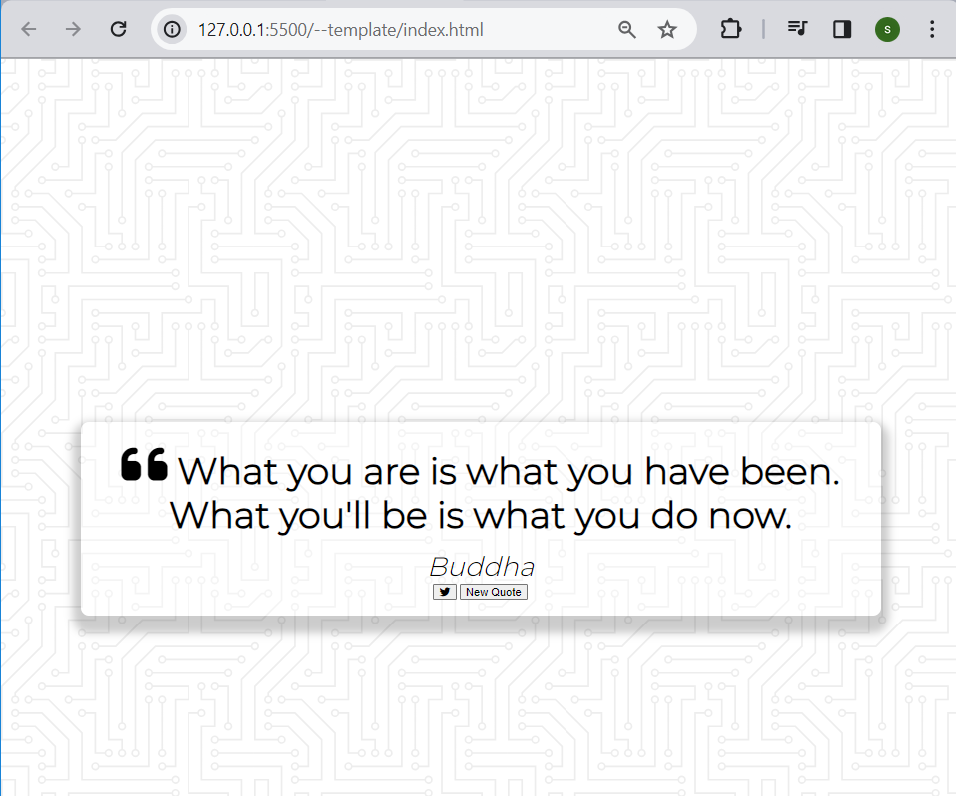 127.0.0.1:5500/--template/index.html
s
What you are is what you have been.
What you'll be is what you do now.
Buddha
New Quote